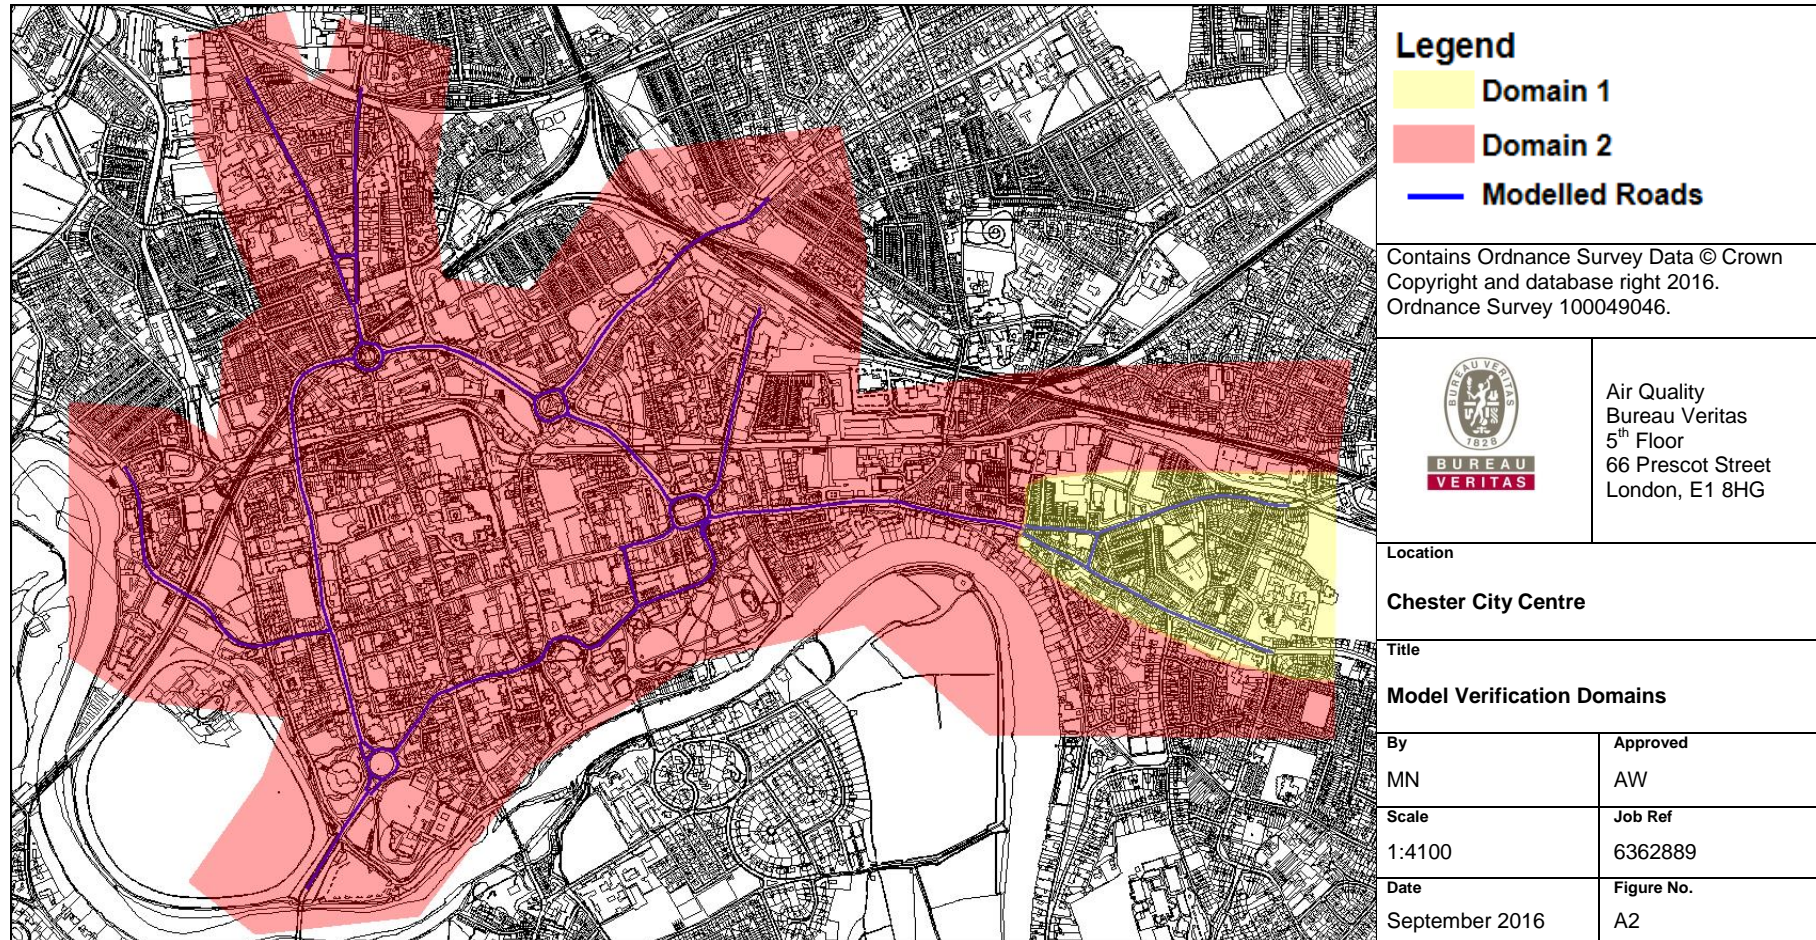 Legend
Domain 1
Domain 2
Modelled Roads
Contains Ordnance Survey Data © Crown
Copyright and database right 2016.
Ordnance Survey 100049046.
BUREAU VERITAS
1828
BUREAU
VERITAS
Air Quality
Bureau Veritas
5th Floor
66 Prescot Street
London, E1 8HG
Location
Chester City Centre
Title
Model Verification Domains
By
MN
Approved
AW
Scale
1:4100
Job Ref
6362889
Date
September 2016
Figure No.
A2